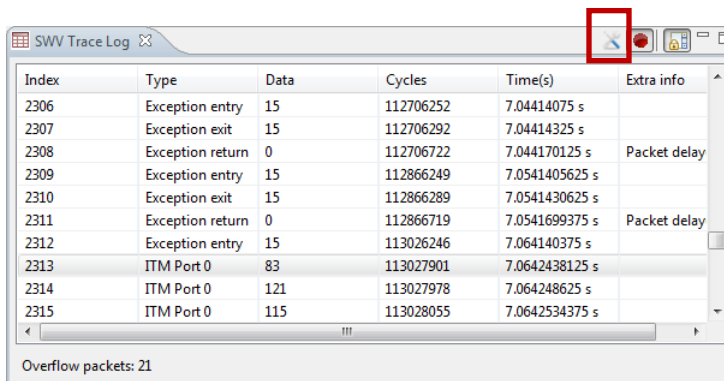 SWV Trace Log
Index Type Data Cycles Time(s) Extra info
2306 Exception entry 15 112706252 7.04414075 s
2307 Exception exit 15 112706292 7.04414325 s
2308 Exception return 0 112706722 7.044170125 s Packet delay
2309 Exception entry 15 112866249 7.0541405625 s
2310 Exception exit 15 112866289 7.0541430625 s
2311 Exception return 0 112866719 7.0541699375 s Packet delay
2312 Exception entry 15 113026246 7.064140375 s
2313 ITM Port 0 83 113027901 7.0642438125 s
2314 ITM Port 0 121 113027978 7.064248625 s
2315 ITM Port 0 115 113028055 7.0642534375 s
Overflow packets: 21